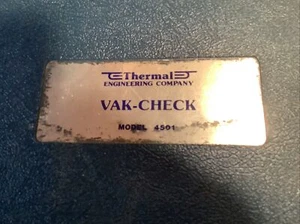 Thermal
ENGINEERING COMPANY
VAK-CHECK
MODEL 4501